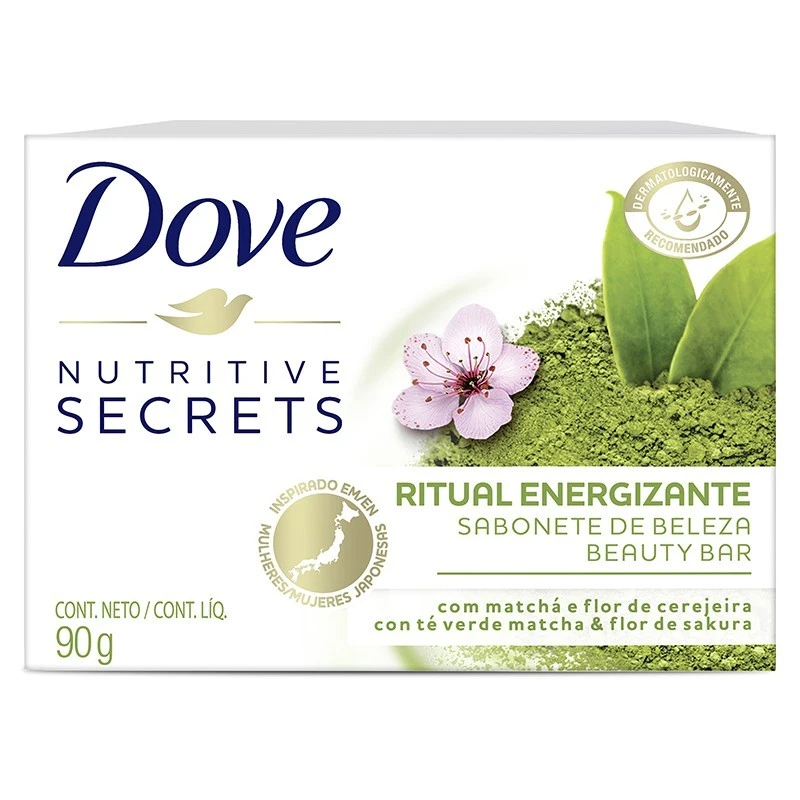 Dove
NUTRITIVE
SECRETS
DERMATOLOGICAMENTE
RECOMENDADO
INSPIRADO EM/EN
MULHERES/MUJERES JAPONESAS
RITUAL ENERGIZANTE
SABONETE DE BELEZA
BEAUTY BAR
com matchá e flor de cerejeira
con té verde matcha & flor de sakura
CONT. NETO / CONT. LÍQ.
90 g